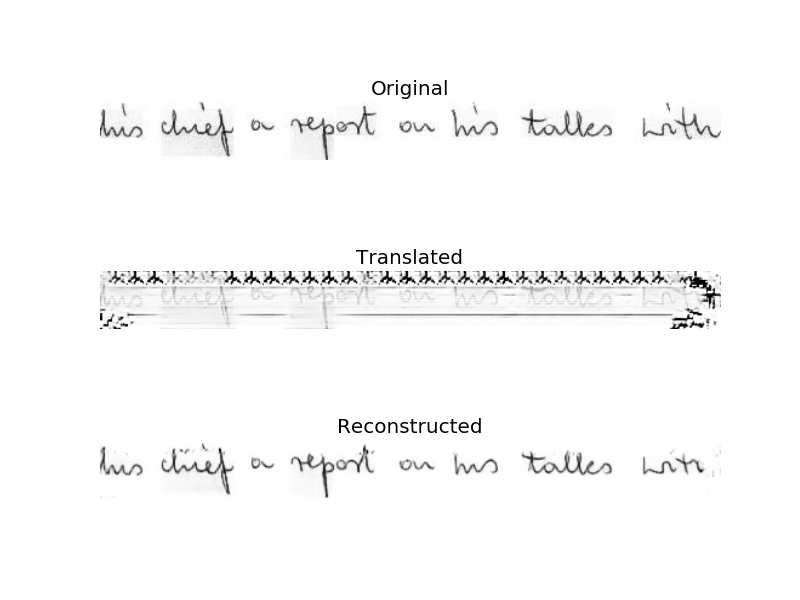 Original
his chief a report on his talks with
Translated
his chief a report on his talks with
Reconstructed
his chief a report on his talks with